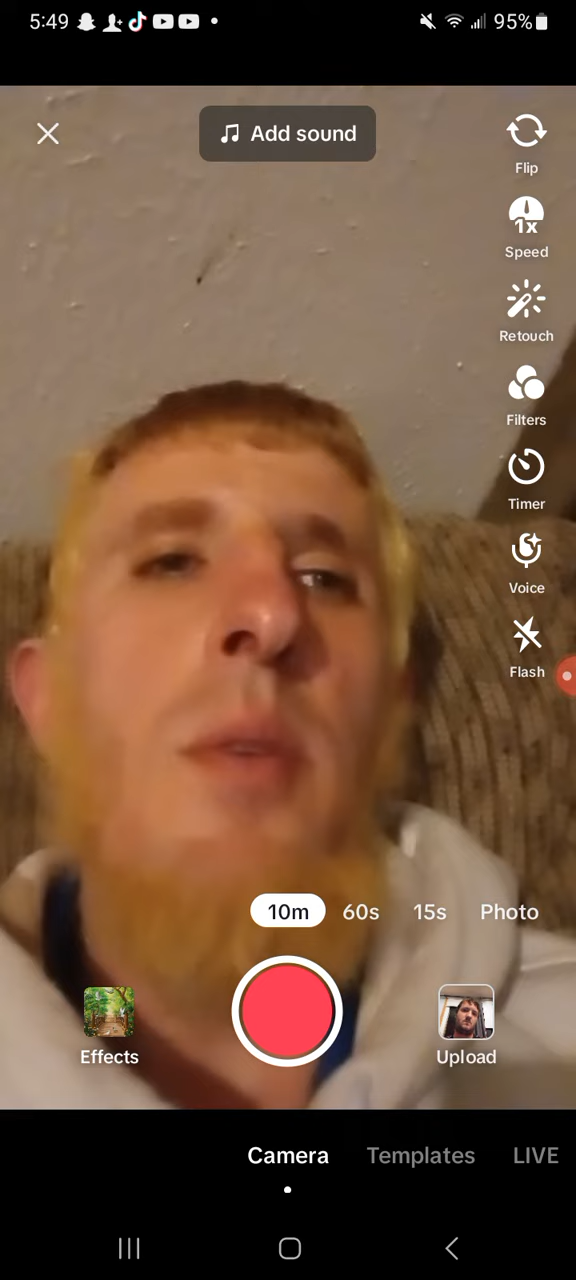 5:49
95%
Add sound
Flip
1x
Speed
Retouch
Filters
Timer
Voice
Flash
10m 60s 15s Photo
Effects
Upload
Camera Templates LIVE